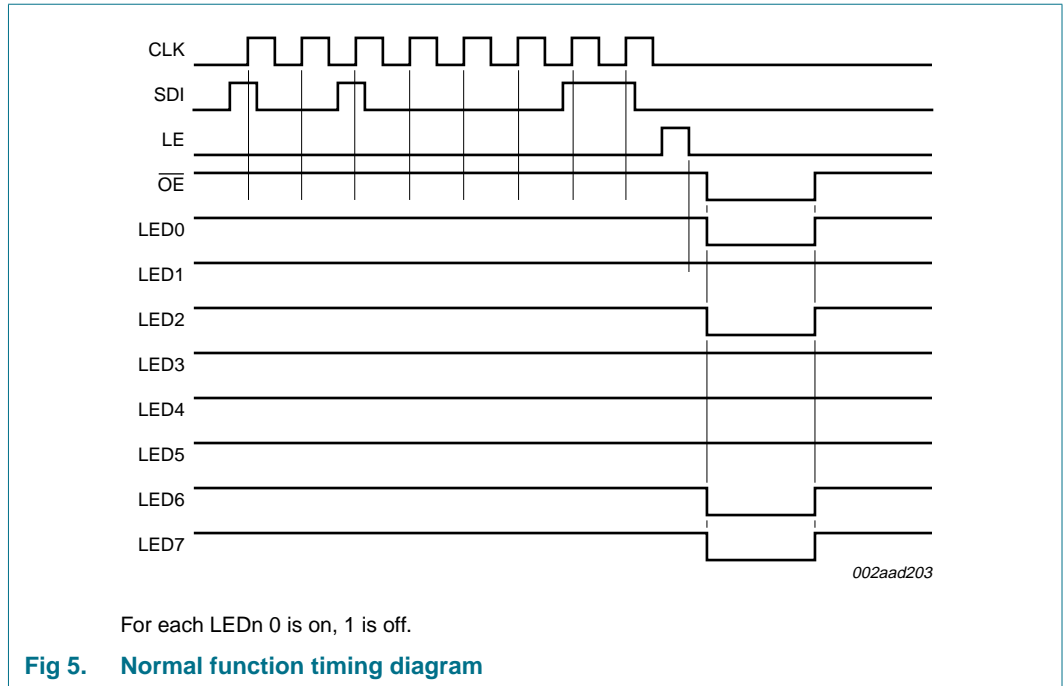 CLK
SDI
LE
OE
LED0
LED1
LED2
LED3
LED4
LED5
LED6
LED7
002aad203
For each LEDn 0 is on, 1 is off.
Fig 5. Normal function timing diagram